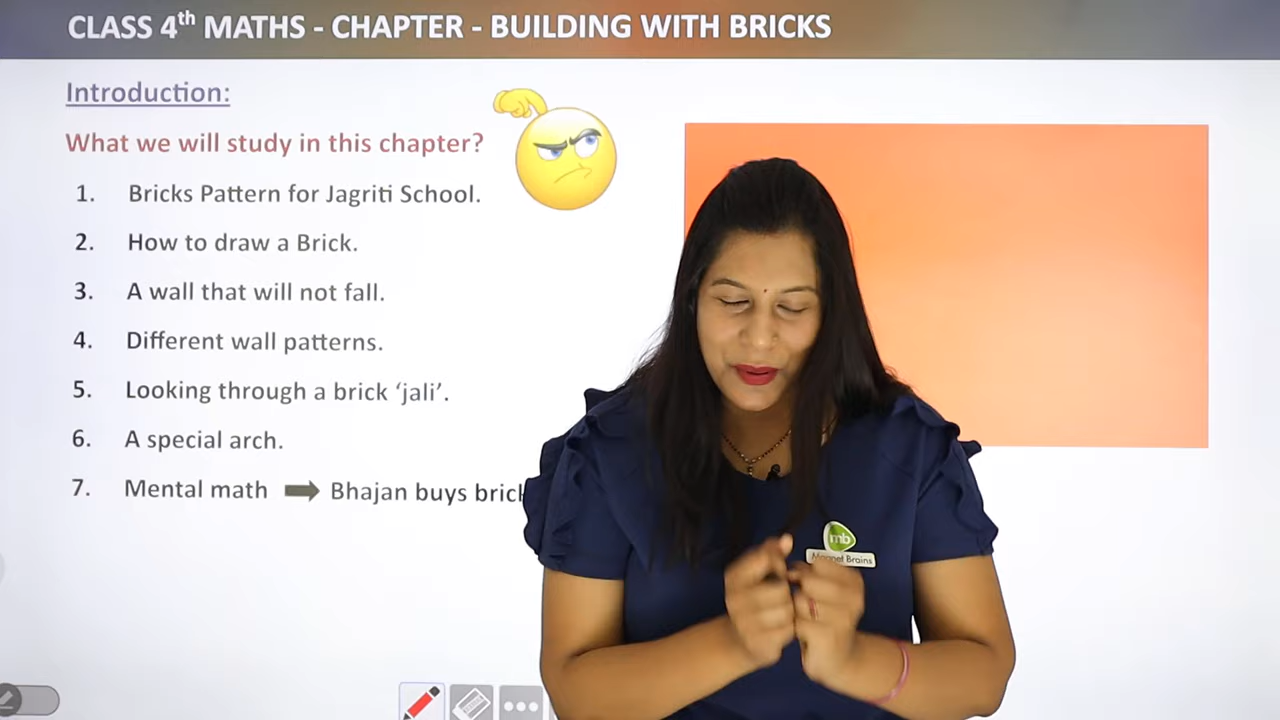 CLASS 4th MATHS - CHAPTER - BUILDING WITH BRICKS
Introduction:
What we will study in this chapter?
1. Bricks Pattern for Jagriti School.
2. How to draw a Brick.
3. A wall that will not fall.
4. Different wall patterns.
5. Looking through a brick ‘jali’.
6. A special arch.
7. Mental math Bhajan buys
mb
Brains